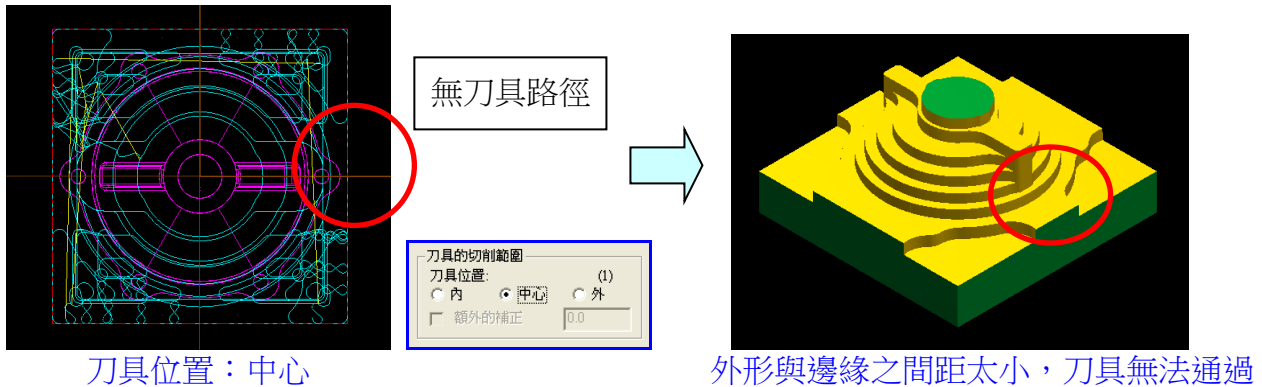 無刀具路徑
刀具的切削範圍
刀具位置: (1)
內 中心 外
額外的補正 0.0
刀具位置：中心
外形與邊緣之間距太小，刀具無法通過